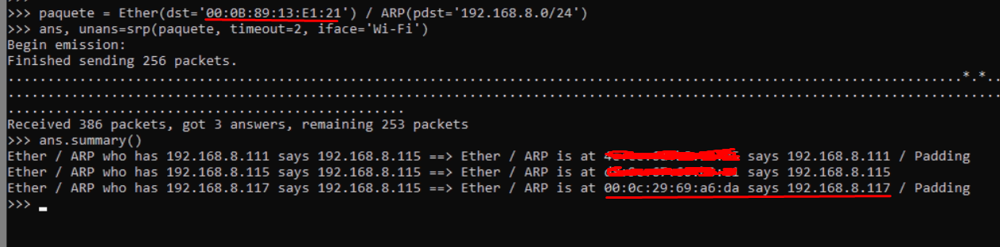 >>> paquete = Ether(dst='00:0B:89:13:E1:21') / ARP(pdst='192.168.8.0/24')
>>> ans, unans=srp(paquete, timeout=2, iface='Wi-Fi')
Begin emission:
Finished sending 256 packets.
........................................................................................................................*.*..
.............................................................................................................................
..................................................
Received 386 packets, got 3 answers, remaining 253 packets
>>> ans.summary()
Ether / ARP who has 192.168.8.111 says 192.168.8.115 ==> Ether / ARP is at says 192.168.8.111 / Padding
Ether / ARP who has 192.168.8.115 says 192.168.8.115 ==> Ether / ARP is at says 192.168.8.115
Ether / ARP who has 192.168.8.117 says 192.168.8.115 ==> Ether / ARP is at 00:0c:29:69:a6:da says 192.168.8.117 / Padding
>>>